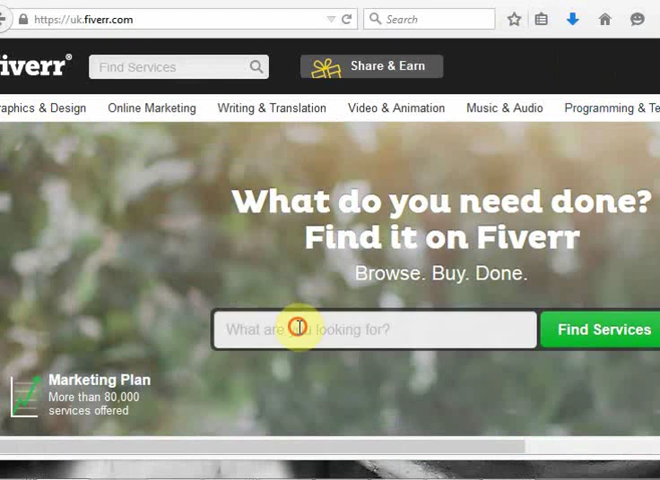 https://uk.fiverr.com
Search
iverr®
Find Services
Share & Earn
raphics & Design
Online Marketing
Writing & Translation
Video & Animation
Music & Audio
Programming & Te
What do you need done?
Find it on Fiverr
Browse. Buy. Done.
What are you looking for?
Find Services
Marketing Plan
More than 80,000
services offered